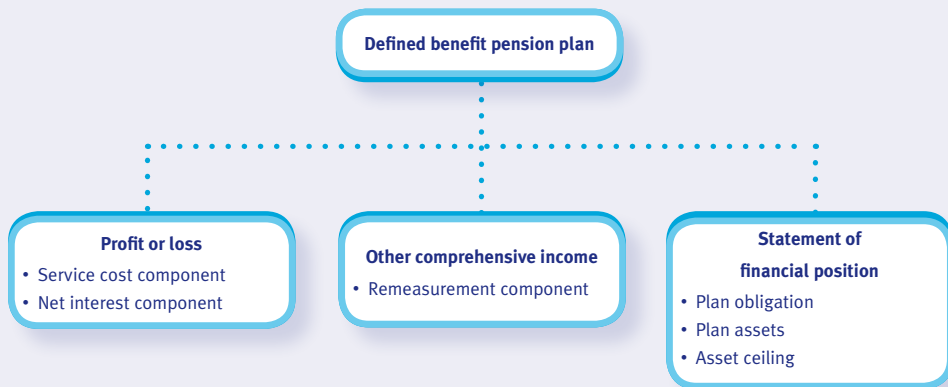 Defined benefit pension plan
Profit or loss
• Service cost component
• Net interest component
Other comprehensive income
• Remeasurement component
Statement of
financial position
• Plan obligation
• Plan assets
• Asset ceiling